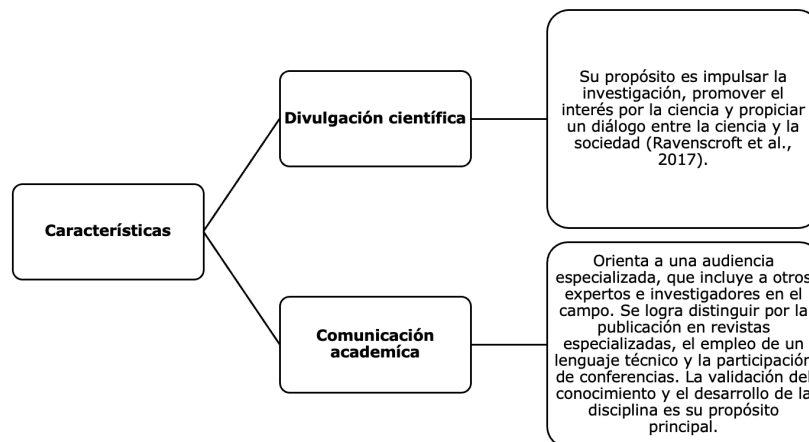 Características
Divulgación científica
Su propósito es impulsar la
investigación, promover el
interés por la ciencia y propiciar
un diálogo entre la ciencia y la
sociedad (Ravenscroft et al.,
2017).
Comunicación
academíca
Orienta a una audiencia
especializada, que incluye a otros
expertos e investigadores en el
campo. Se logra distinguir por la
publicación en revistas
especializadas, el empleo de un
lenguaje técnico y la participación
de conferencias. La validación del
conocimiento y el desarrollo de la
disciplina es su propósito
principal.